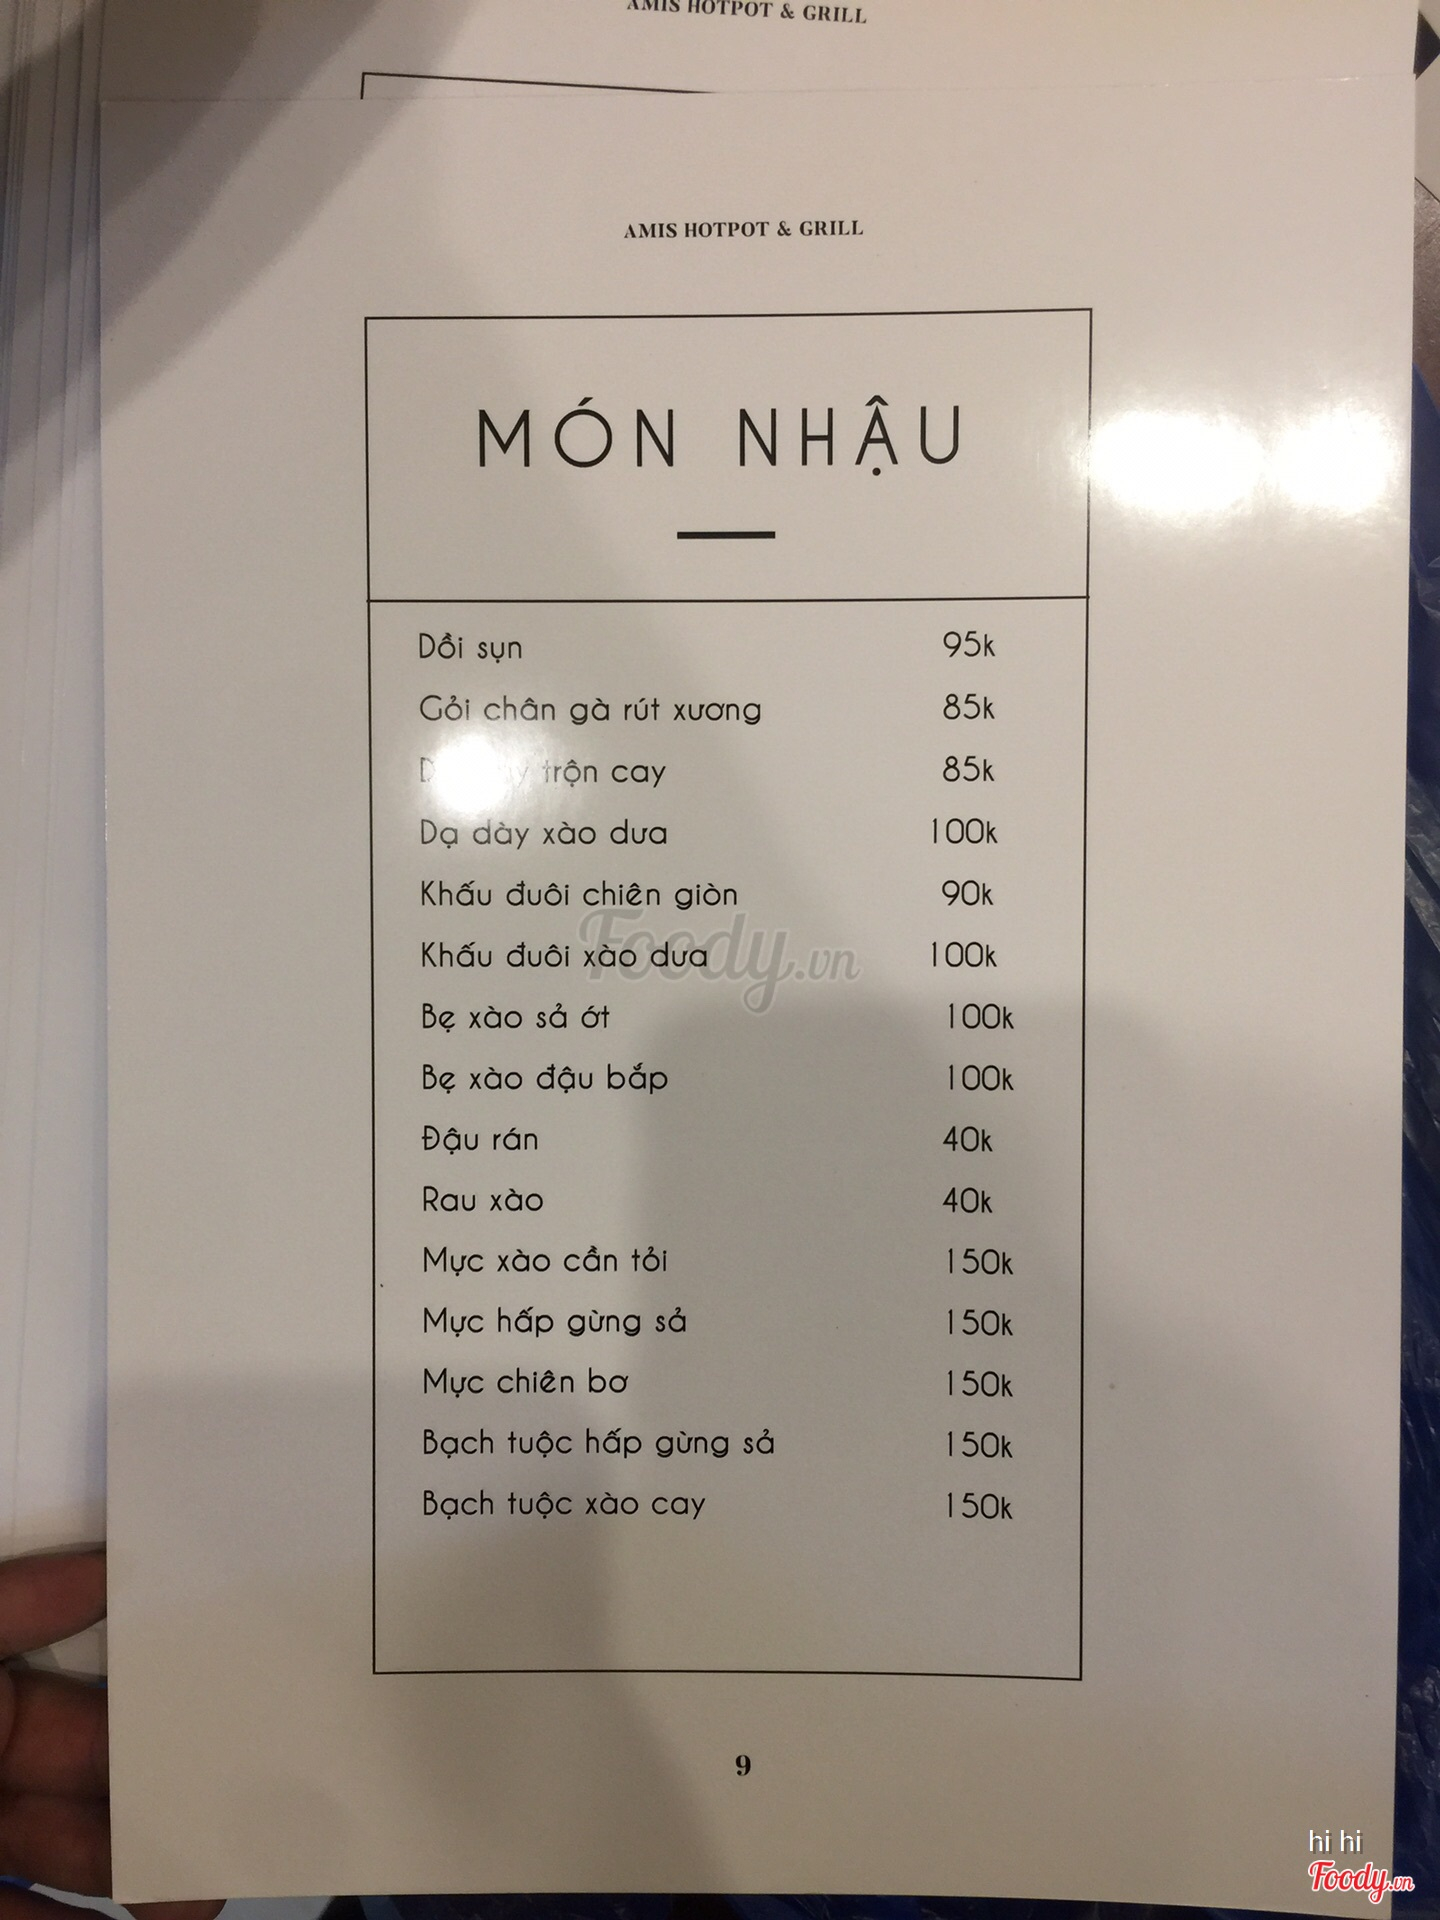 AMIS HOTPOT & GRILL
AMIS HOTPOT & GRILL
MÓN NHẬU
Dồi sụn 95k
Gỏi chân gà rút xương 85k
trộn cay 85k
Dạ dày xào dưa 100k
Khấu đuôi chiên giòn 90k
Khấu đuôi xào dưa 100k
Bẹ xào sả ớt 100k
Bẹ xào đậu bắp 100k
Đậu rán 40k
Rau xào 40k
Mực xào cần tỏi 150k
Mực hấp gừng sả 150k
Mực chiên bơ 150k
Bạch tuộc hấp gừng sả 150k
Bạch tuộc xào cay 150k
9
Foody.vn
hi hi
Foody.vn